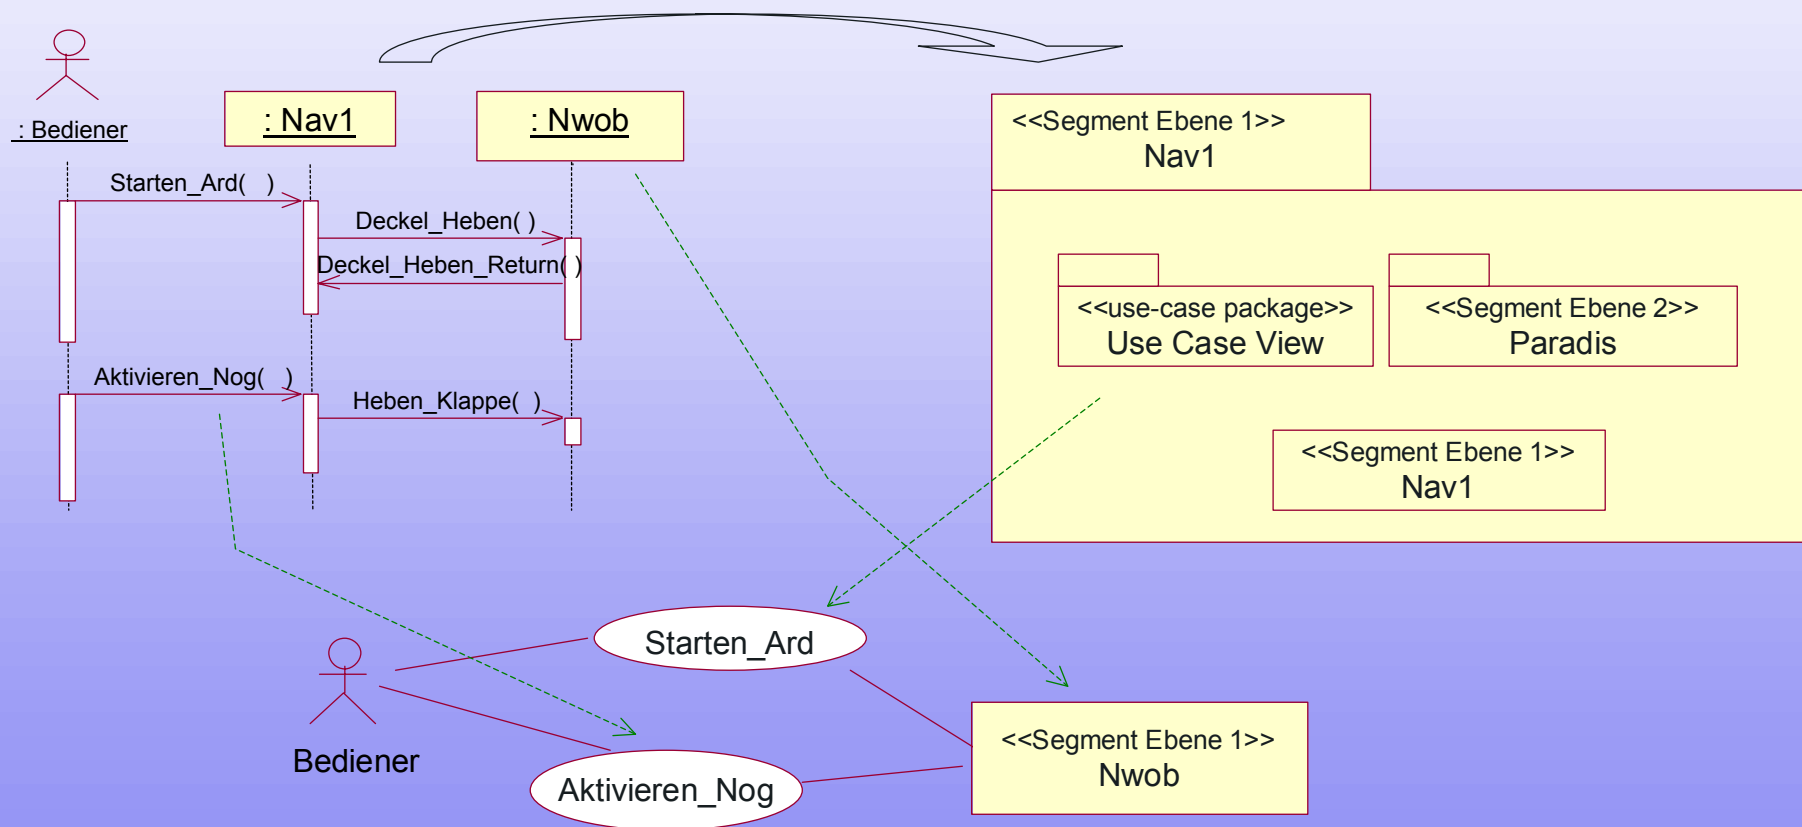 : Bediener
: Nav1
: Nwob
Starten_Ard( )
Deckel_Heben( )
Deckel_Heben_Return( )
Aktivieren_Nog( )
Heben_Klappe( )
<<Segment Ebene 1>>
Nav1
<<use-case package>>
Use Case View
<<Segment Ebene 2>>
Paradis
<<Segment Ebene 1>>
Nav1
Bediener
Starten_Ard
Aktivieren_Nog
<<Segment Ebene 1>>
Nwob